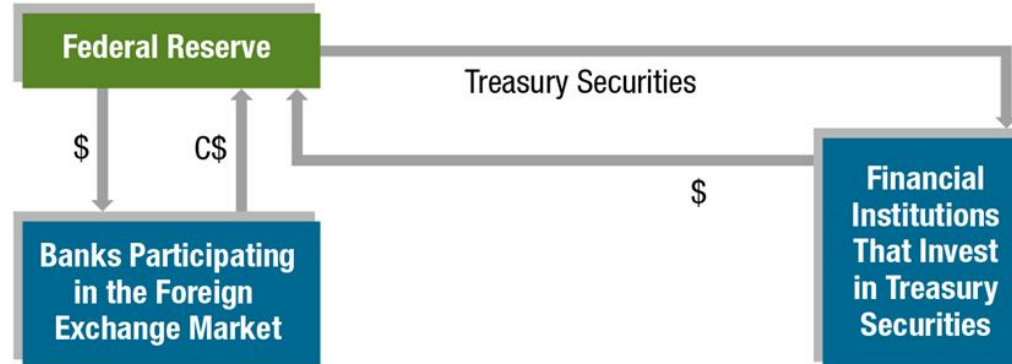 Federal Reserve
Treasury Securities
$
C$
$
Banks Participating
in the Foreign
Exchange Market
Financial
Institutions
That Invest
in Treasury
Securities